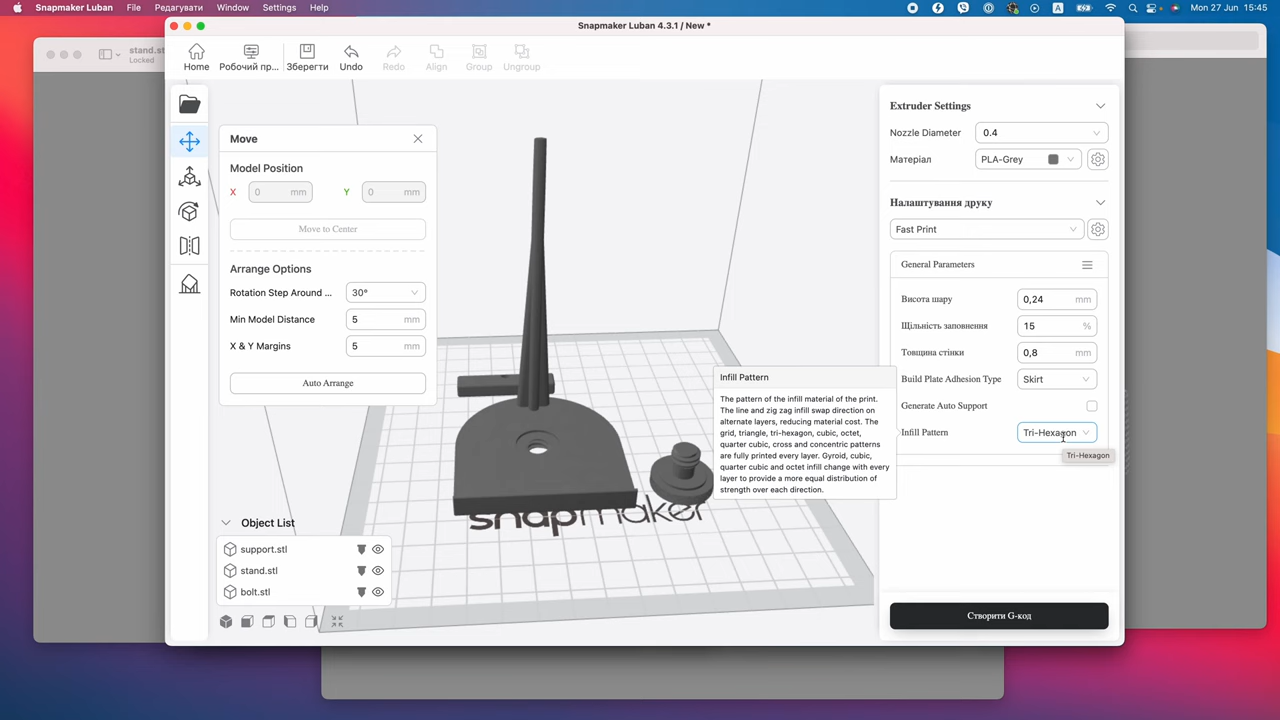 Snapmaker Luban File Редагувати Window Settings Help
A
Mon 27 Jun 15:45
Snapmaker Luban 4.3.1 / New *
stand.st
Locked
Home
Робочий пр...
Зберегти
Undo
Redo
Align
Group
Ungroup
Move
Model Position
X 0 mm Y 0 mm
Move to Center
Arrange Options
Rotation Step Around ... 30°
Min Model Distance 5 mm
X & Y Margins 5 mm
Auto Arrange
Object List
support.stl
stand.stl
bolt.stl
snapmaker
Infill Pattern
The pattern of the infill material of the print.
The line and zig zag infill swap direction on
alternate layers, reducing material cost. The
grid, triangle, tri-hexagon, cubic, octet,
quarter cubic, cross and concentric patterns
are fully printed every layer. Gyroid, cubic,
quarter cubic and octet infill change with every
layer to provide a more equal distribution of
strength over each direction.
Extruder Settings
Nozzle Diameter 0.4
Матеріал PLA-Grey
Налаштування друку
Fast Print
General Parameters
Висота шару 0,24 mm
Щільність заповнення 15 %
Товщина стінки 0,8 mm
Build Plate Adhesion Type Skirt
Generate Auto Support
Infill Pattern Tri-Hexagon
Tri-Hexagon
Створити G-код